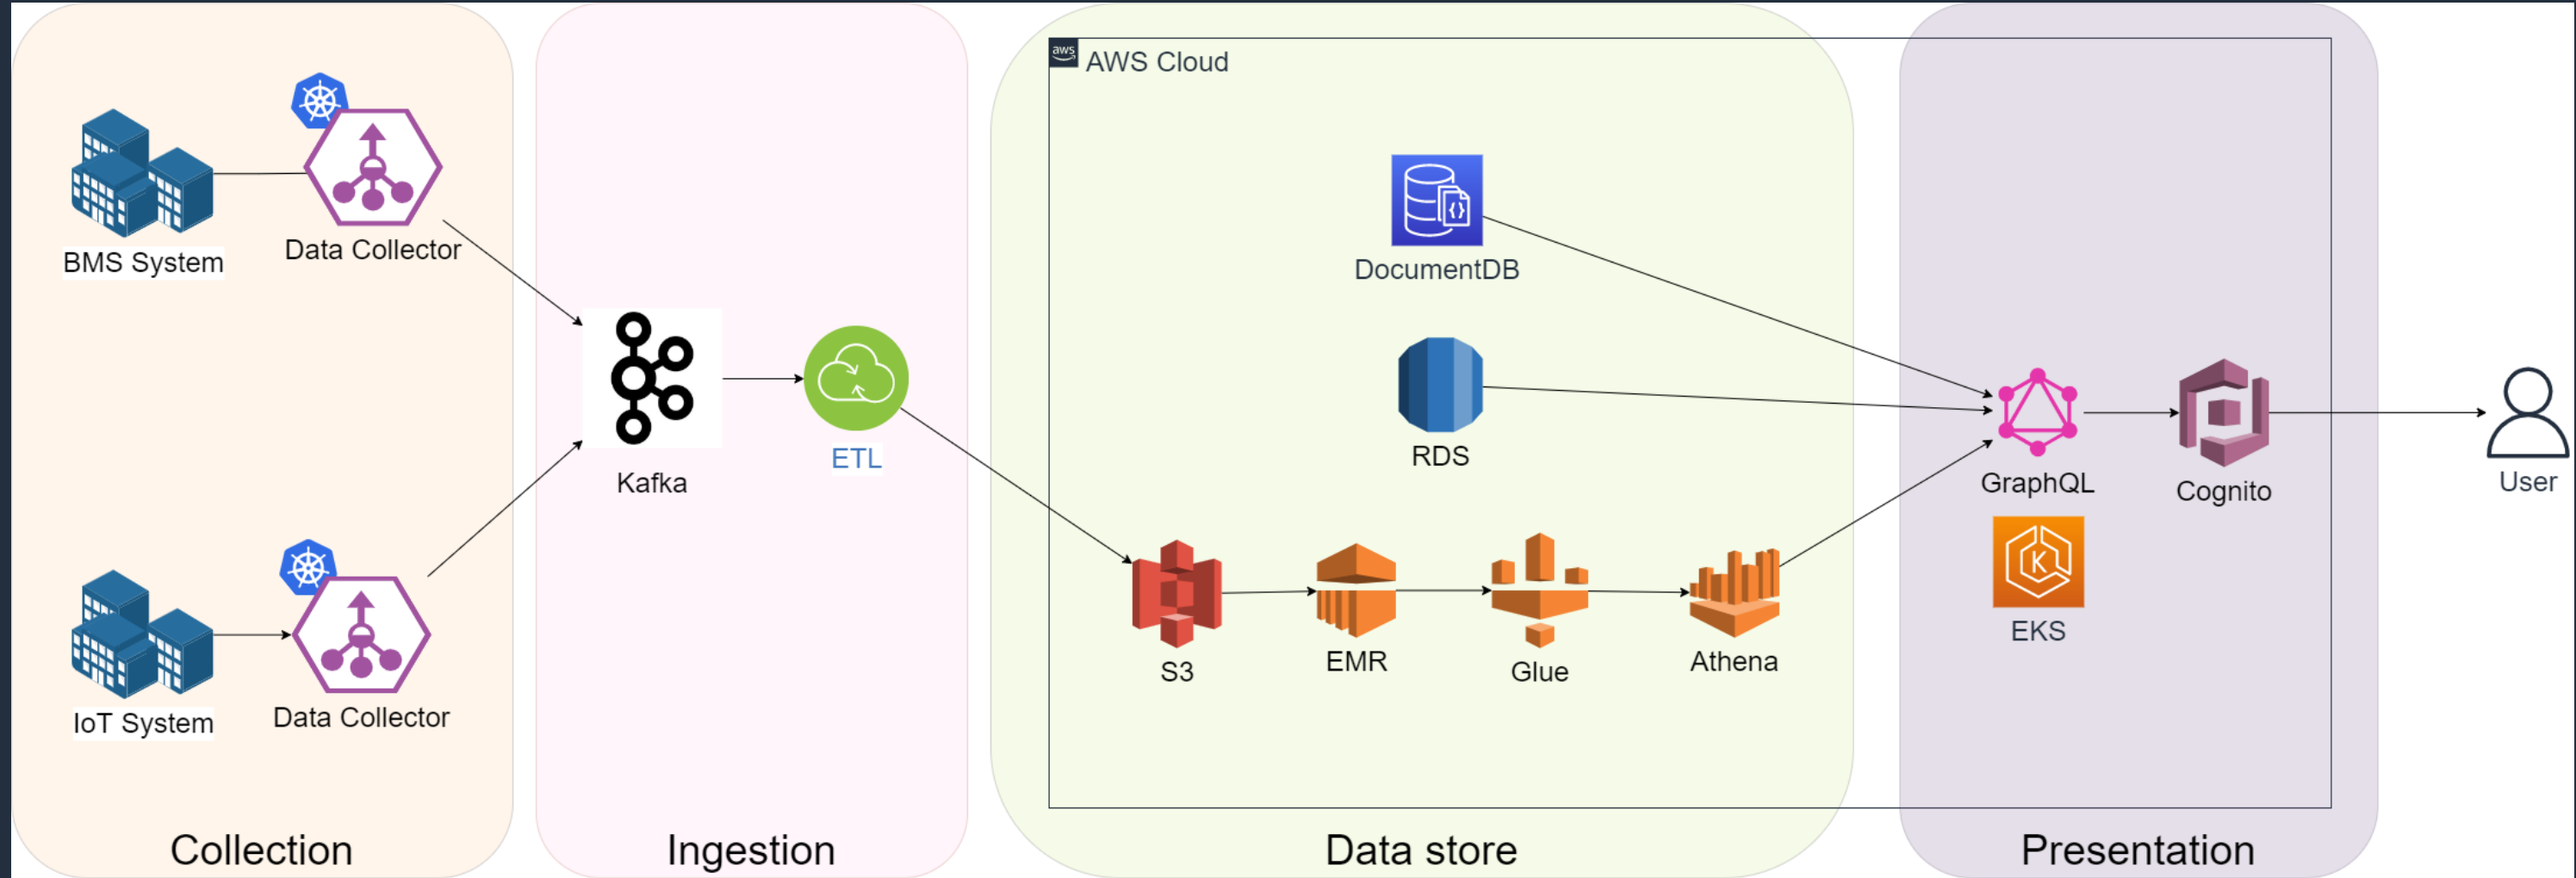 aws
AWS Cloud
BMS System
Data Collector
DocumentDB
Kafka
ETL
RDS
GraphQL
Cognito
User
K
EKS
IoT System
Data Collector
S3
EMR
Glue
Athena
Collection
Ingestion
Data store
Presentation